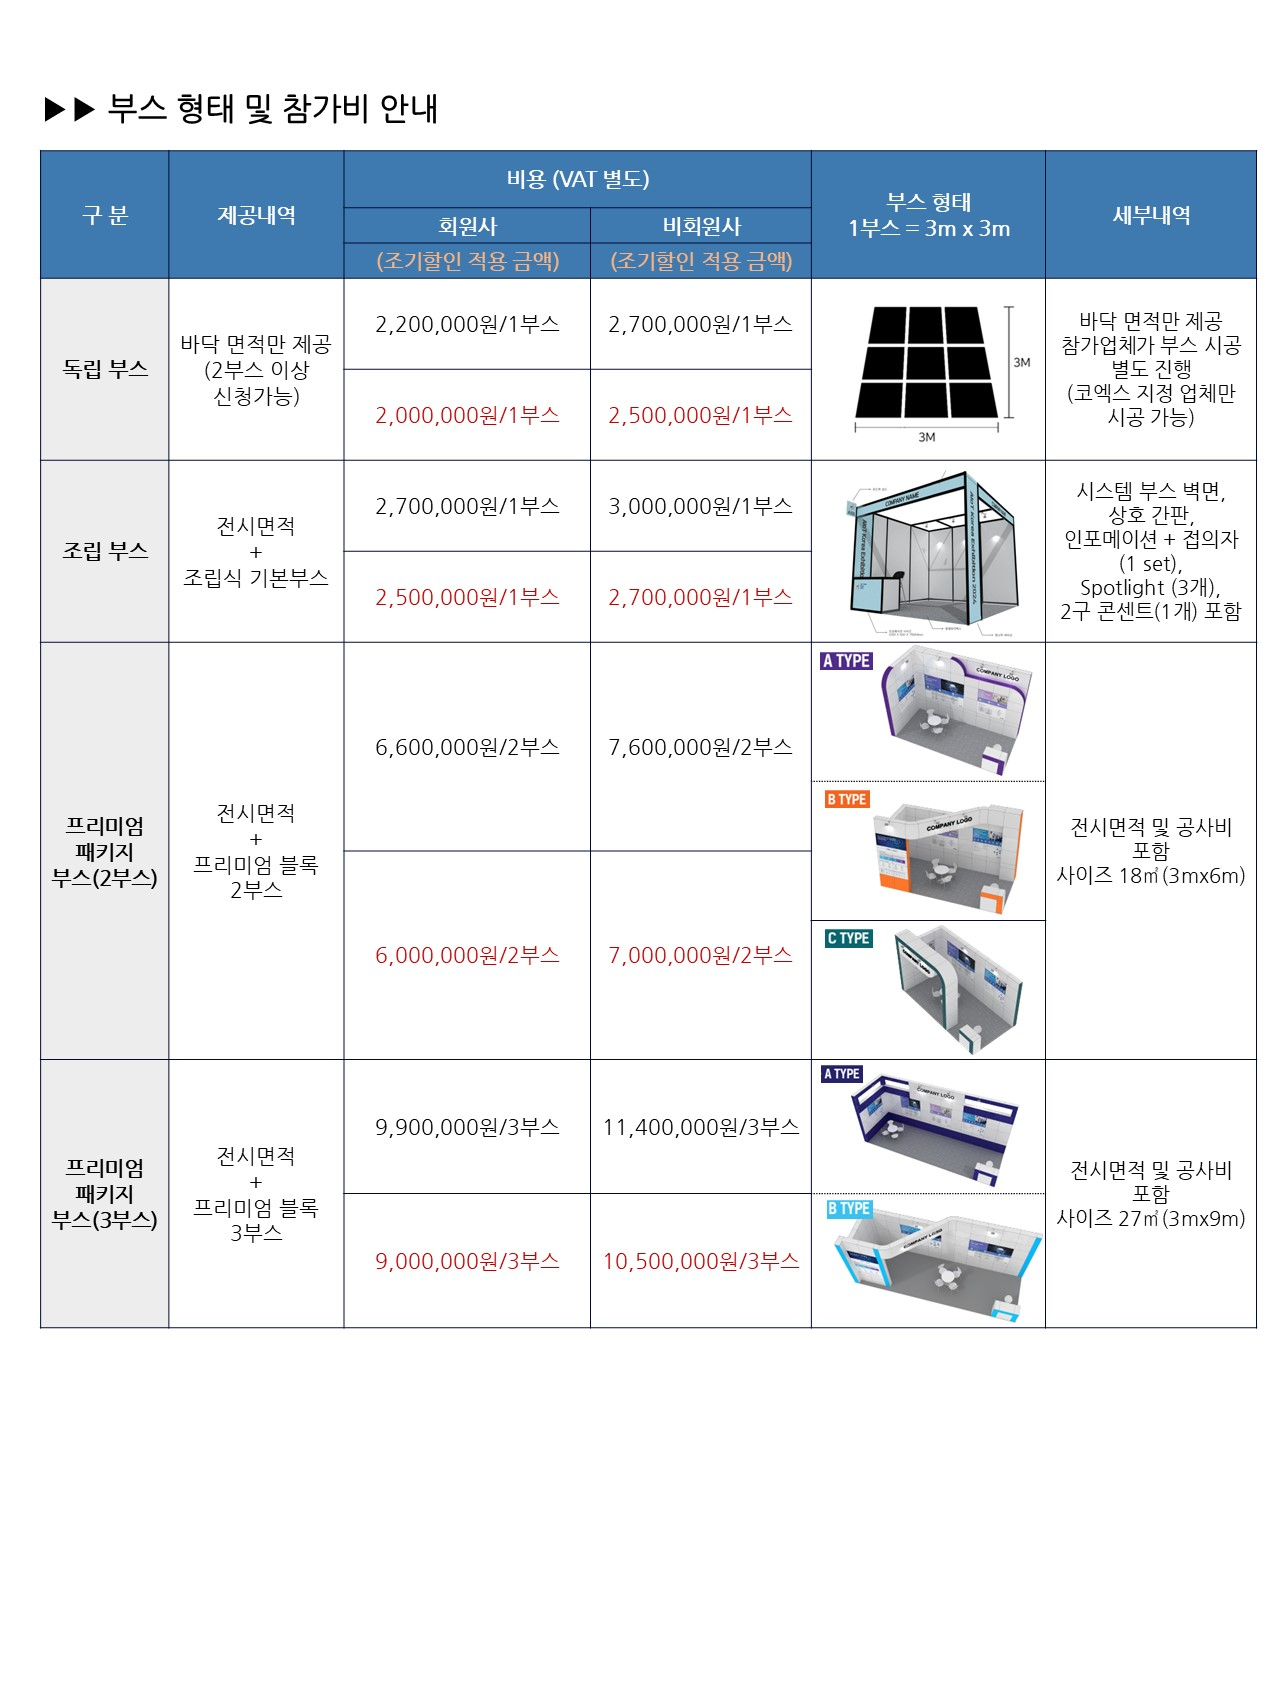 ▶▶ 부스 형태 및 참가비 안내
구 분
제공내역
비용 (VAT 별도)
회원사
비회원사
(조기할인 적용 금액)
(조기할인 적용 금액)
부스 형태
1부스 = 3m x 3m
세부내역
독립 부스
바닥 면적만 제공
(2부스 이상
신청가능)
2,200,000원/1부스
2,700,000원/1부스
2,000,000원/1부스
2,500,000원/1부스
3M
3M
바닥 면적만 제공
참가업체가 부스 시공
별도 진행
(코엑스 지정 업체만
시공 가능)
조립 부스
전시면적
+
조립식 기본부스
2,700,000원/1부스
3,000,000원/1부스
2,500,000원/1부스
2,700,000원/1부스
COMPANY NAME
시스템 부스 벽면,
상호 간판,
인포메이션 + 접의자
(1 set),
Spotlight (3개),
2구 콘센트(1개) 포함
프리미엄
패키지
부스(2부스)
전시면적
+
프리미엄 블록
2부스
6,600,000원/2부스
7,600,000원/2부스
6,000,000원/2부스
7,000,000원/2부스
A TYPE
COMPANY LOGO
B TYPE
COMPANY LOGO
C TYPE
COMPANY LOGO
전시면적 및 공사비
포함
사이즈 18㎡(3mx6m)
프리미엄
패키지
부스(3부스)
전시면적
+
프리미엄 블록
3부스
9,900,000원/3부스
11,400,000원/3부스
9,000,000원/3부스
10,500,000원/3부스
A TYPE
COMPANY LOGO
B TYPE
COMPANY LOGO
전시면적 및 공사비
포함
사이즈 27㎡(3mx9m)